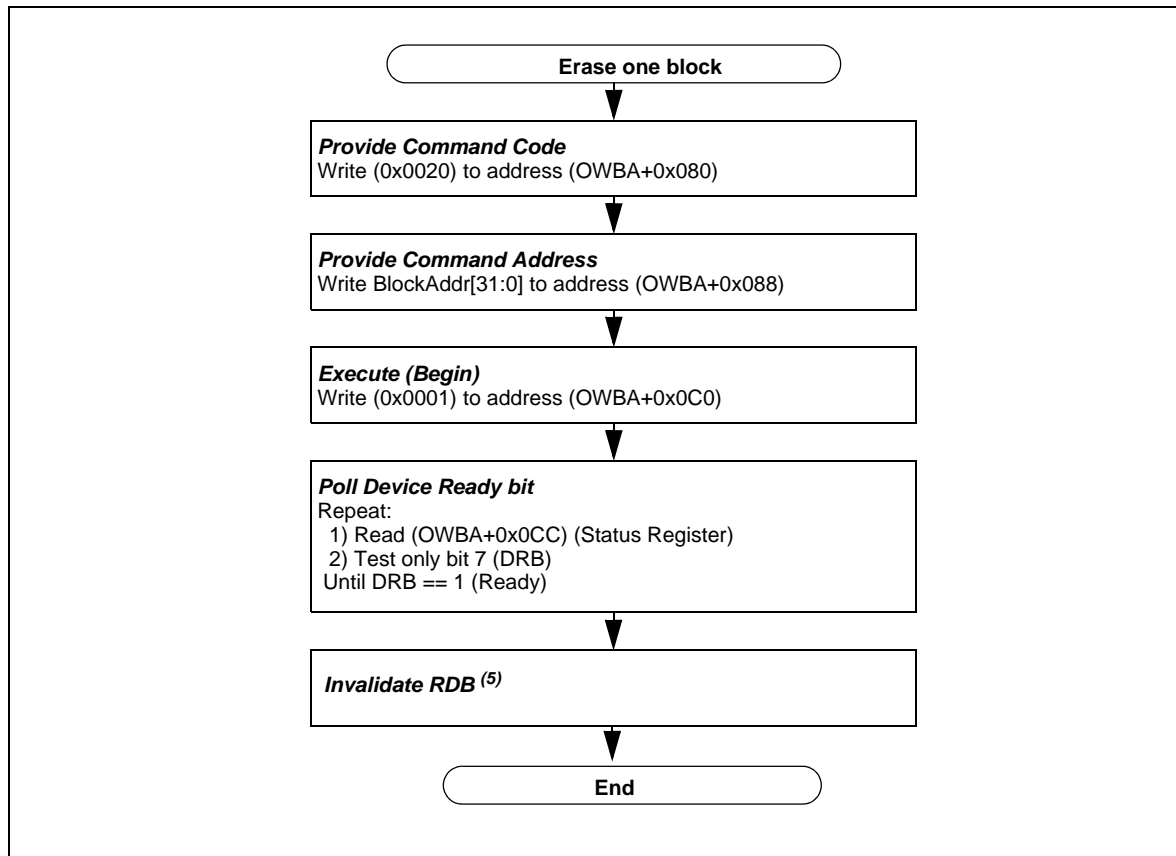 Erase one block
Provide Command Code
Write (0x0020) to address (OWBA+0x080)
Provide Command Address
Write BlockAddr[31:0] to address (OWBA+0x088)
Execute (Begin)
Write (0x0001) to address (OWBA+0x0C0)
Poll Device Ready bit
Repeat:
1) Read (OWBA+0x0CC) (Status Register)
2) Test only bit 7 (DRB)
Until DRB == 1 (Ready)
Invalidate RDB (5)
End